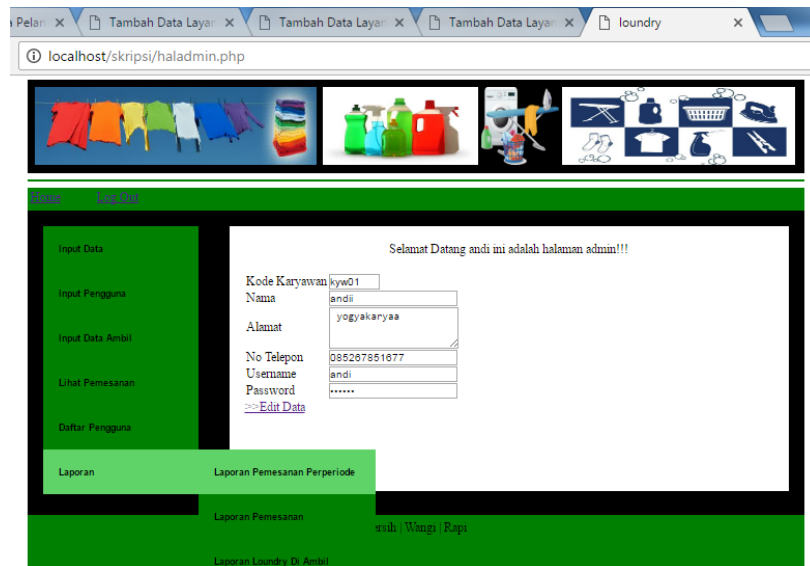 Pelan
Tambah Data Layan
Tambah Data Layan
Tambah Data Layan
loundry
localhost/skripsi/haladmin.php
Home Log Out
Input Data
Input Pengguna
Input Data Ambil
Lihat Pemesanan
Daftar Pengguna
Laporan
Laporan Pemesanan Perperiode
Laporan Pemesanan
Laporan Loundry Di Ambil
Selamat Datang andi ini adalah halaman admin!!!
Kode Karyawan kyw01
Nama andii
Alamat yogyakaryaa
No Telepon 085267851677
Username andi
Password ••••••
>>Edit Data
ersih | Wangi | Rapi